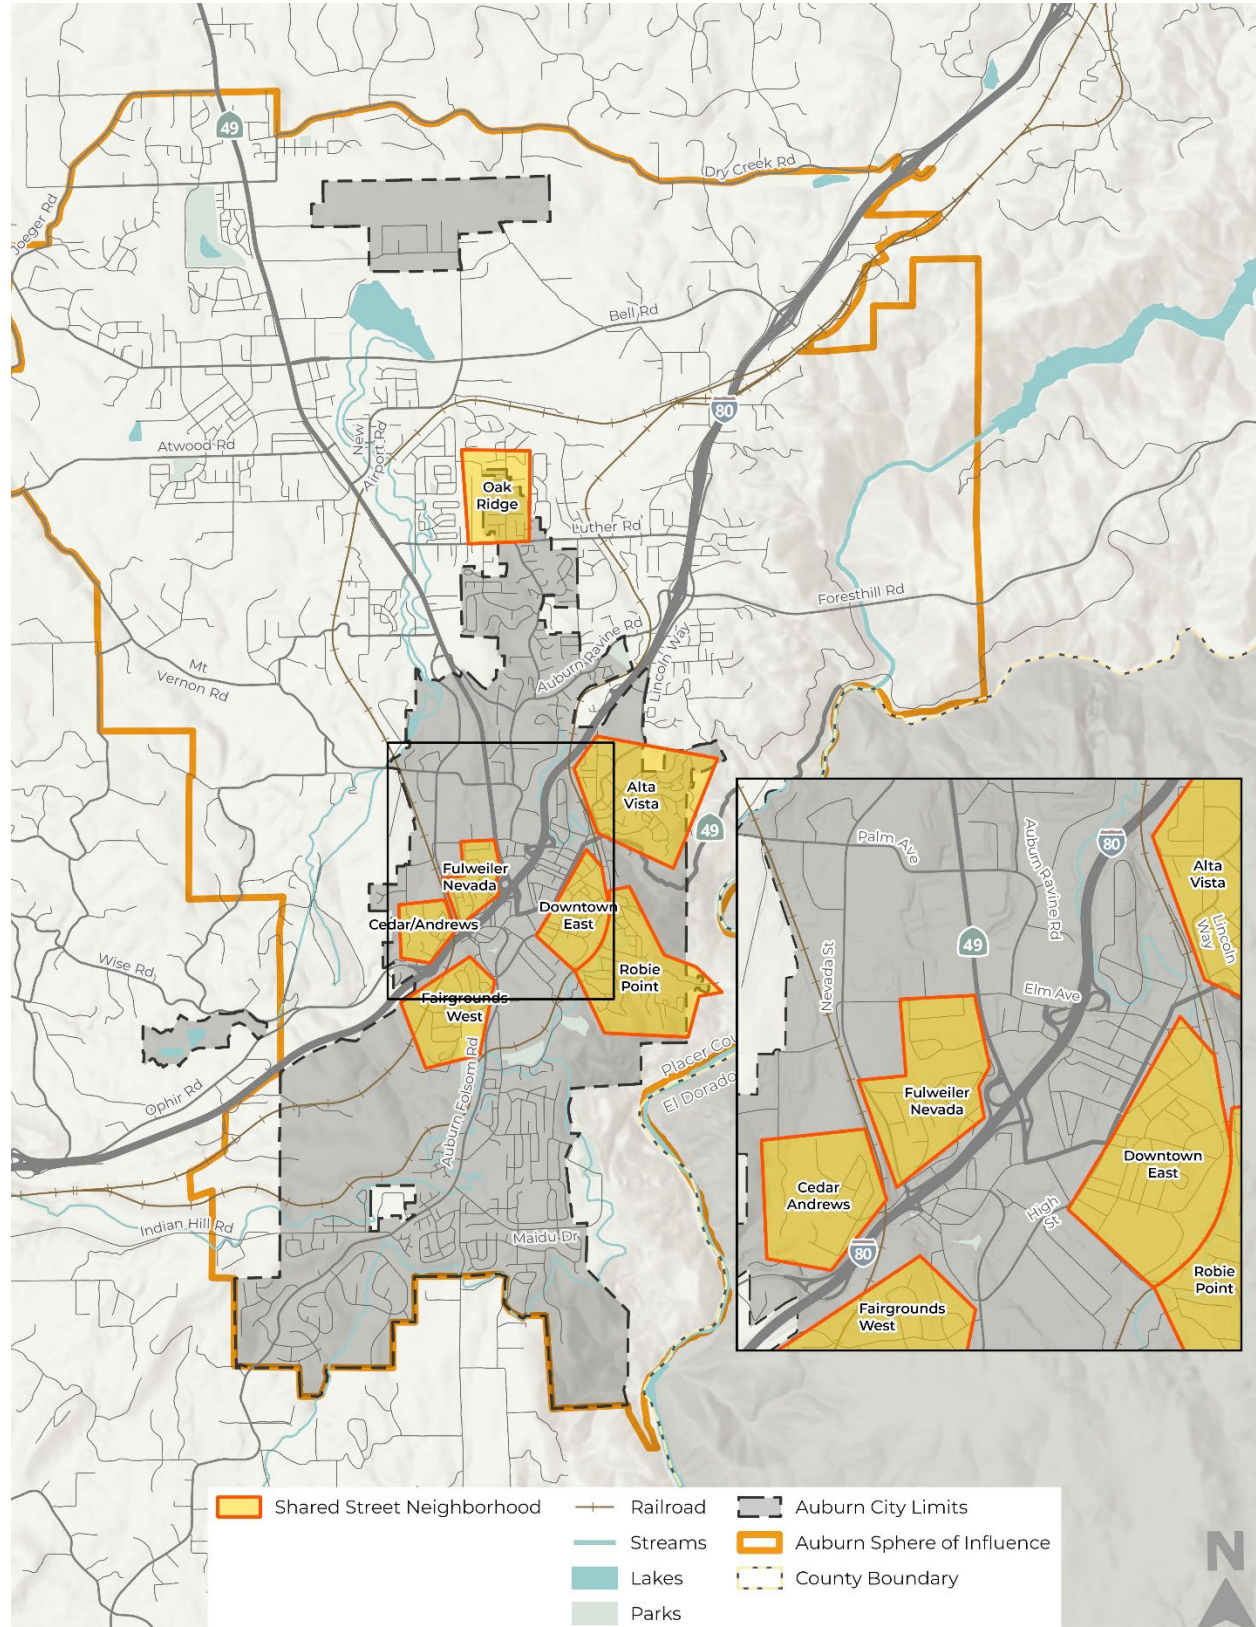 49
Dry Creek Rd
Joeger Rd
Bell Rd
80
New
Airport Rd
Atwood Rd
Oak
Ridge
Luther Rd
Foresthill Rd
Auburn Ravine Rd
Lincoln Way
Mt
Vernon Rd
Alta
Vista
49
Fulweiler
Nevada
Cedar/Andrews
Downtown
East
Robie
Point
Fairgrounds
West
Wise Rd
Ophir Rd
Auburn Folsom Rd
Placer Cou
El Dorado
Indian Hill Rd
Maidu Dr
Palm Ave
Auburn Ravine Rd
80
Alta
Vista
Lincoln
Way
49
Nevada St
Elm Ave
Fulweiler
Nevada
Downtown
East
Cedar
Andrews
High
St
80
Robie
Point
Fairgrounds
West
Shared Street Neighborhood
Railroad
Streams
Lakes
Parks
Auburn City Limits
Auburn Sphere of Influence
County Boundary
N